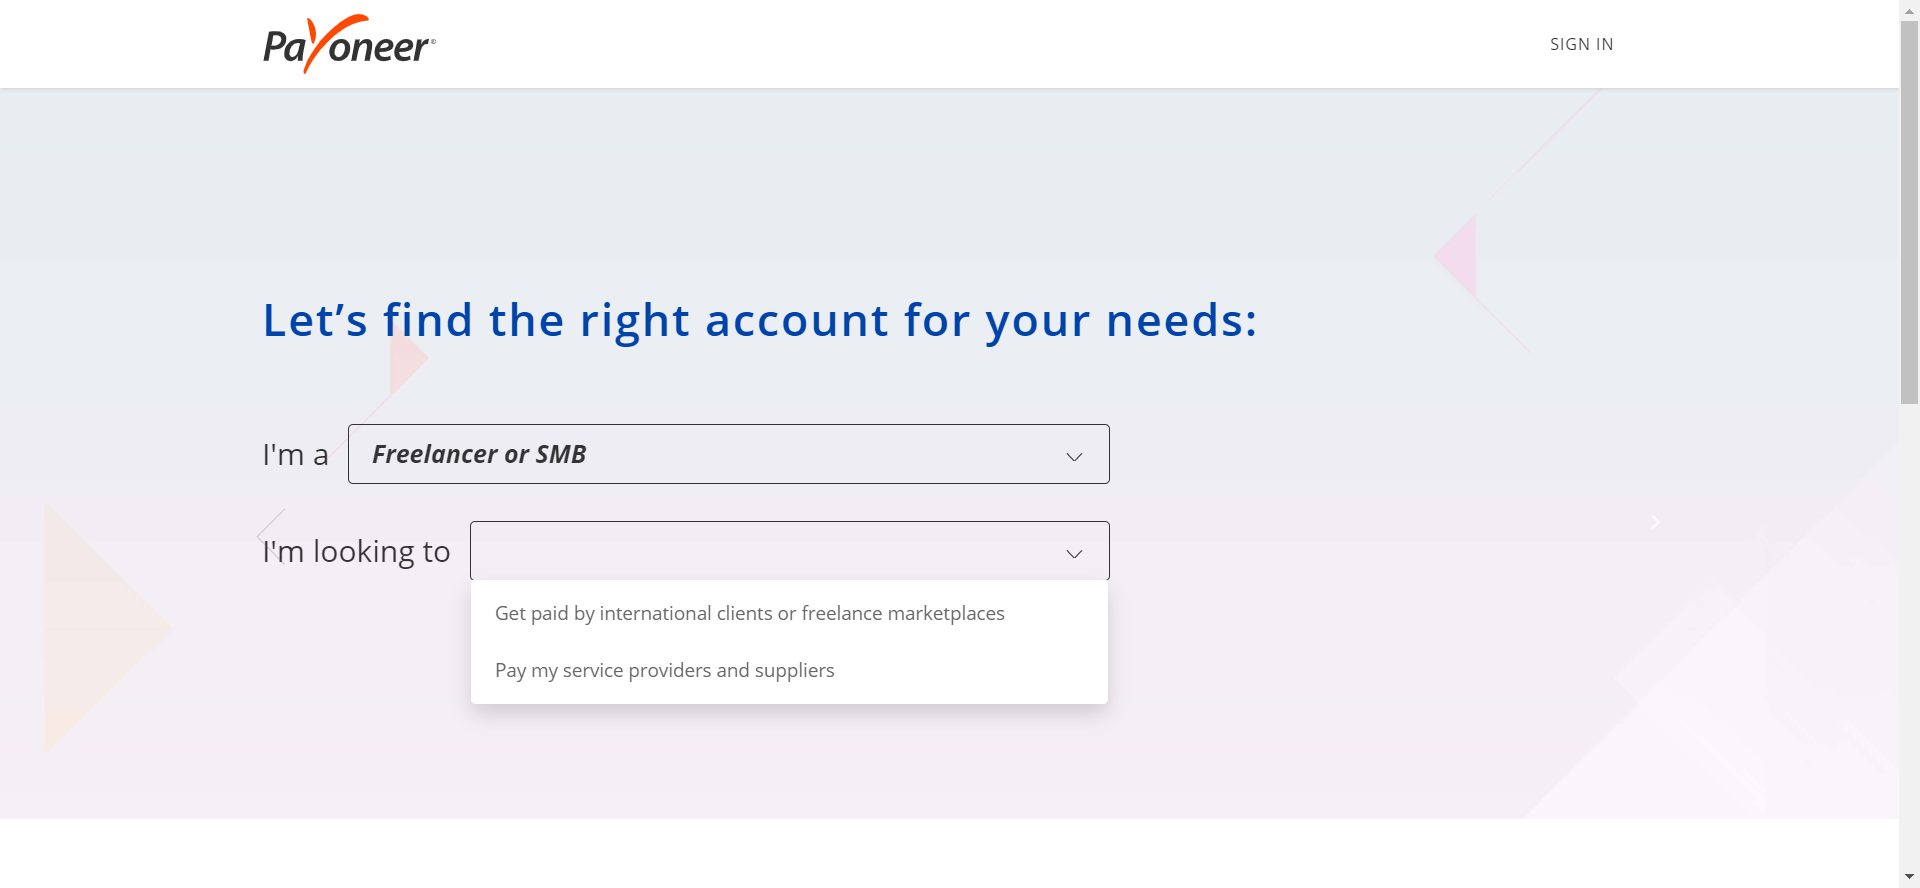 Payoneer®
SIGN IN
Let’s find the right account for your needs:
I'm a Freelancer or SMB
I'm looking to
Get paid by international clients or freelance marketplaces
Pay my service providers and suppliers